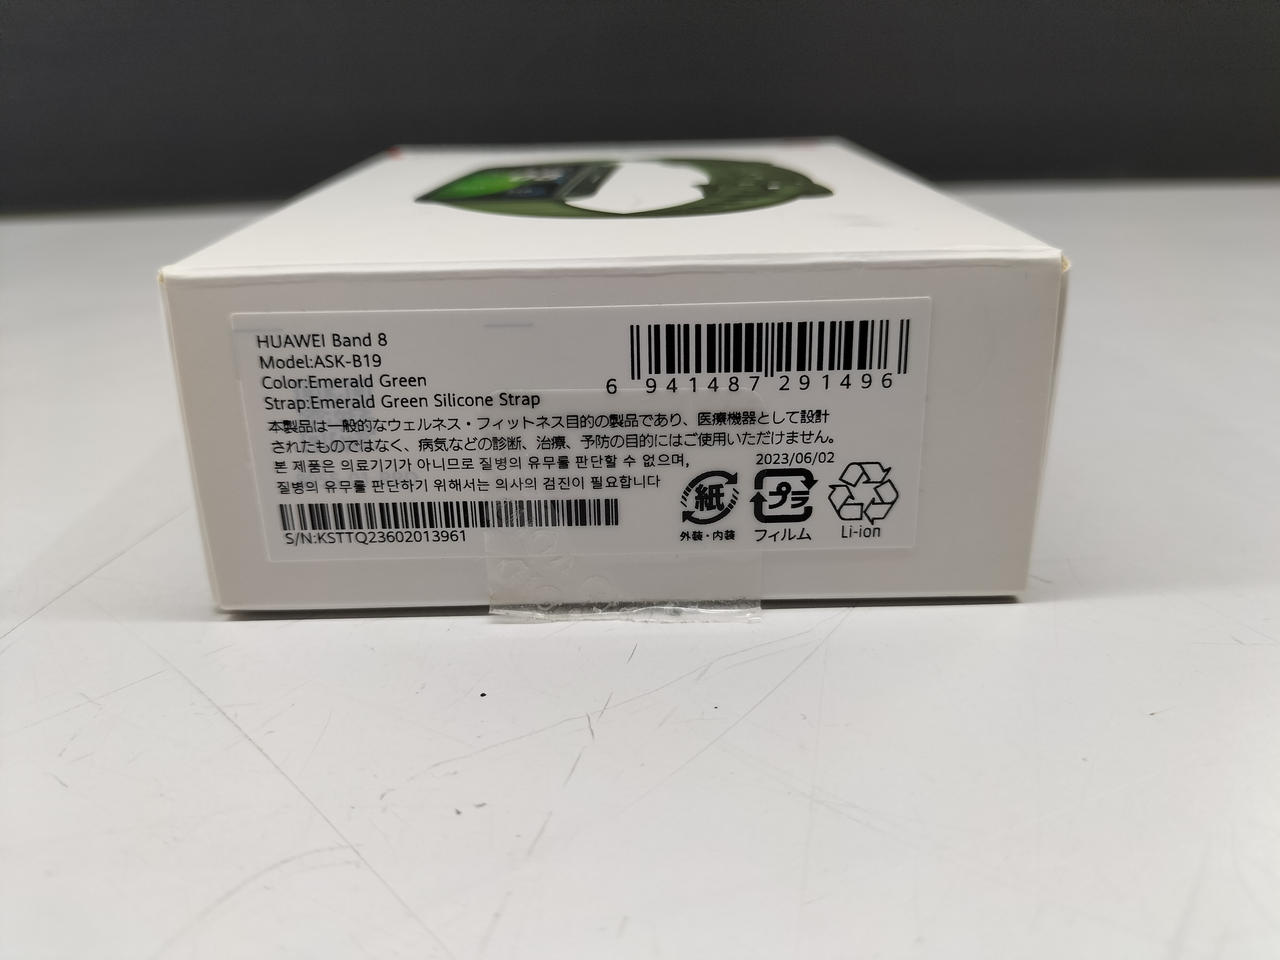 HUAWEI Band 8
Model:ASK-B19
Color:Emerald Green
Strap:Emerald Green Silicone Strap
6 941487 291496
本製品は一般的なウェルネス・フィットネス目的の製品であり、医療機器として設計
されたものではなく、病気などの診断、治療、予防の目的にはご使用いただけません。
본 제품은 의료기기가 아니므로 질병의 유무를 판단할 수 없으며,
질병의 유무를 판단하기 위해서는 의사의 검진이 필요합니다
2023/06/02
S/N:KSTTQ23602013961
紙
外装・内装
プラ
フィルム
Li-ion